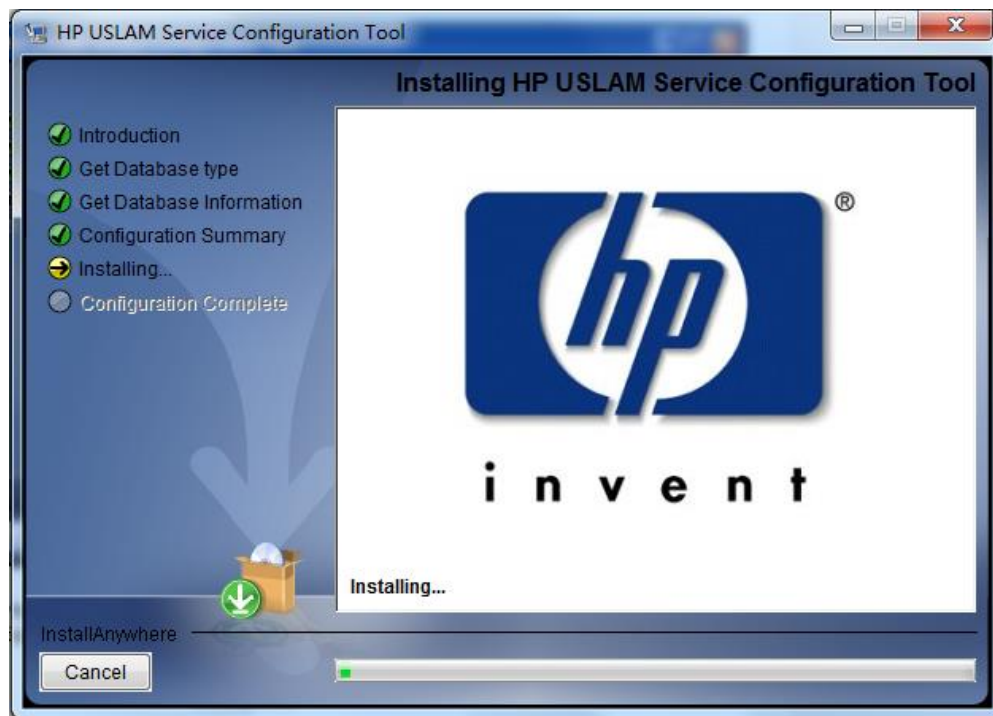 HP USLAM Service Configuration Tool
Installing HP USLAM Service Configuration Tool
Introduction
Get Database type
Get Database Information
Configuration Summary
Installing...
Configuration Complete
hp
®
invent
Installing...
InstallAnywhere
Cancel